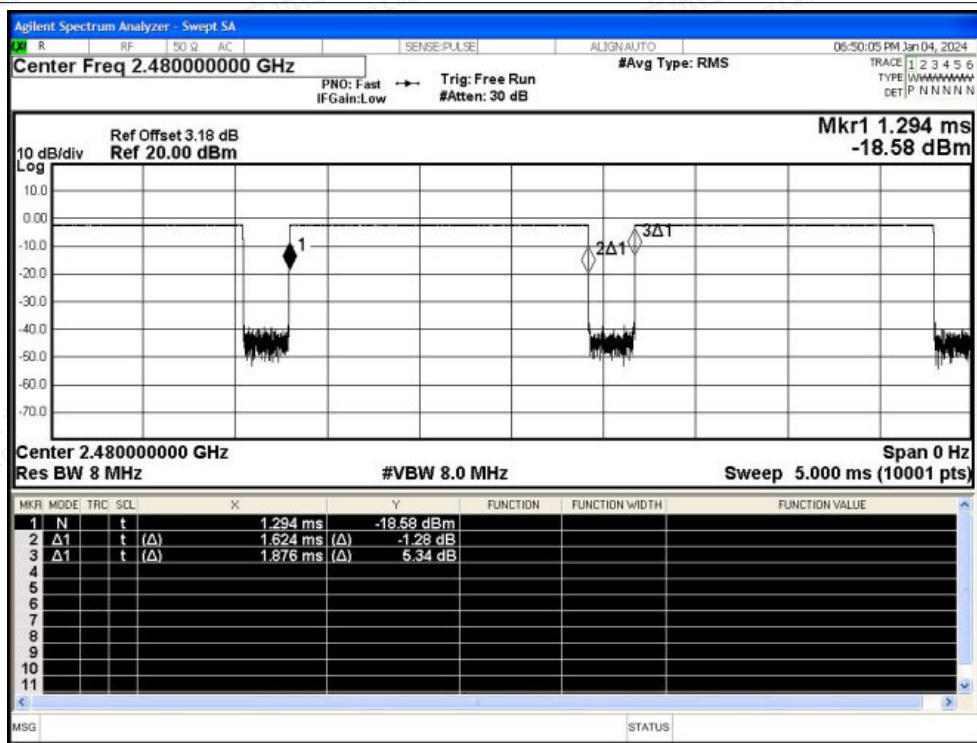 Agilent Spectrum Analyzer - Swept SA
LXI R RF 50 Ω AC SENSE:PULSE ALIGNAUTO 06:50:05 PM Jan 04, 2024
Center Freq 2.480000000 GHz #Avg Type: RMS TRACE 1 2 3 4 5 6
PNO: Fast Trig: Free Run TYPE WWWWWW
IFGain:Low #Atten: 30 dB DET P N N N N N
Mkr1 1.294 ms
Ref Offset 3.18 dB
10 dB/div Ref 20.00 dBm -18.58 dBm
Log
10.0
0.00
-10.0
-20.0
-30.0
-40.0
-50.0
-60.0
-70.0
1
2Δ1
3Δ1
Center 2.480000000 GHz Span 0 Hz
Res BW 8 MHz #VBW 8.0 MHz Sweep 5.000 ms (10001 pts)
MKR MODE TRC SCL X Y FUNCTION FUNCTION WIDTH FUNCTION VALUE
1 N t 1.294 ms -18.58 dBm
2 Δ1 t (Δ) 1.624 ms (Δ) -1.28 dB
3 Δ1 t (Δ) 1.876 ms (Δ) 5.34 dB
4
5
6
7
8
9
10
11
MSG STATUS